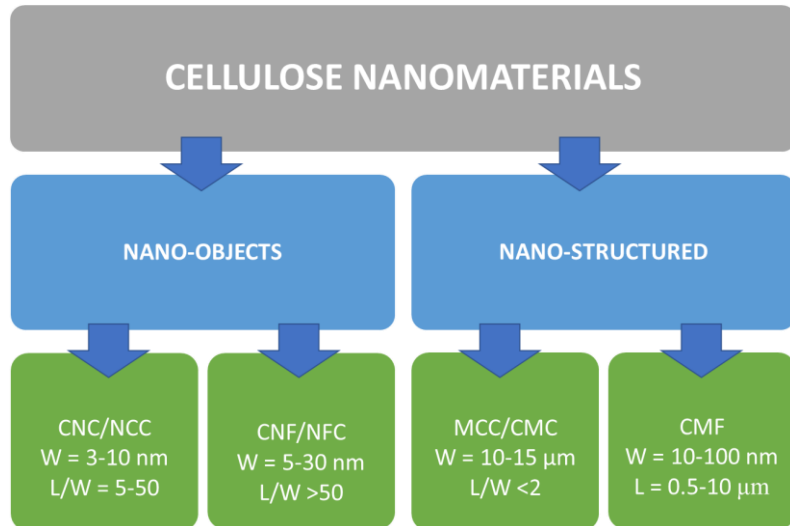 CELLULOSE NANOMATERIALS
NANO-OBJECTS
NANO-STRUCTURED
CNC/NCC
W = 3-10 nm
L/W = 5-50
CNF/NFC
W = 5-30 nm
L/W >50
MCC/CMC
W = 10-15 μm
L/W <2
CMF
W = 10-100 nm
L = 0.5-10 μm